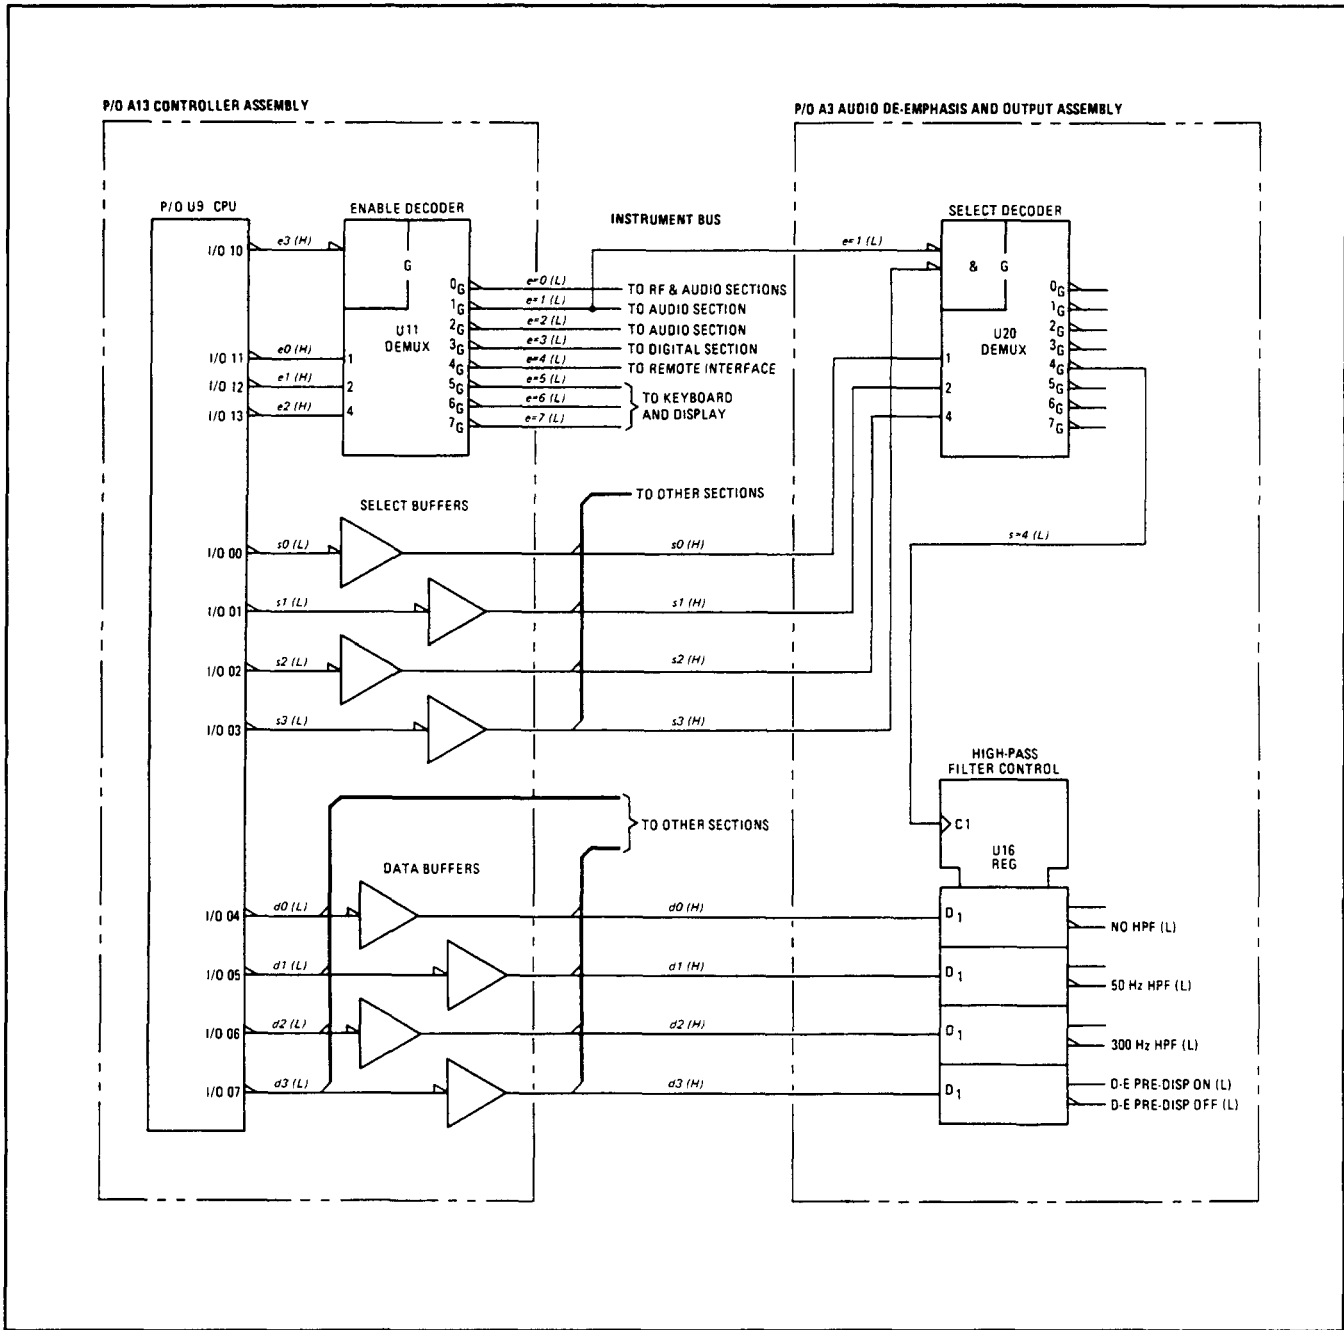 P/O A13 CONTROLLER ASSEMBLY
P/O A3 AUDIO DE-EMPHASIS AND OUTPUT ASSEMBLY
P/O U9 CPU
ENABLE DECODER
INSTRUMENT BUS
SELECT DECODER
I/O 10
e3 (H)
G
U11
DEMUX
I/O 11
e0 (H)
1
I/O 12
e1 (H)
2
I/O 13
e2 (H)
4
0G
e=0 (L)
TO RF & AUDIO SECTIONS
1G
e=1 (L)
TO AUDIO SECTION
2G
e=2 (L)
TO AUDIO SECTION
3G
e=3 (L)
TO DIGITAL SECTION
4G
e=4 (L)
TO REMOTE INTERFACE
5G
e=5 (L)
6G
e=6 (L)
7G
e=7 (L)
TO KEYBOARD
AND DISPLAY
e=1 (L)
& G
U20
DEMUX
1
2
4
0G
1G
2G
3G
4G
5G
6G
7G
SELECT BUFFERS
TO OTHER SECTIONS
s=4 (L)
I/O 00
s0 (L)
s0 (H)
I/O 01
s1 (L)
s1 (H)
I/O 02
s2 (L)
s2 (H)
I/O 03
s3 (L)
s3 (H)
HIGH-PASS
FILTER CONTROL
C1
U16
REG
TO OTHER SECTIONS
DATA BUFFERS
I/O 04
d0 (L)
d0 (H)
D1
NO HPF (L)
I/O 05
d1 (L)
d1 (H)
D1
50 Hz HPF (L)
I/O 06
d2 (L)
d2 (H)
D1
300 Hz HPF (L)
I/O 07
d3 (L)
d3 (H)
D1
D-E PRE-DISP ON (L)
D-E PRE-DISP OFF (L)